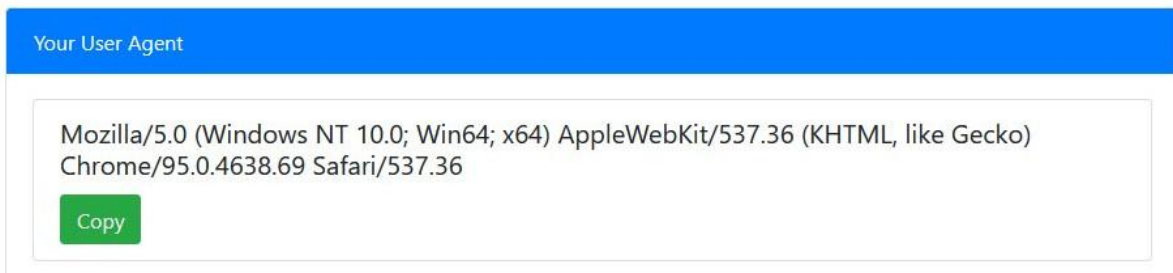 Your User Agent
Mozilla/5.0 (Windows NT 10.0; Win64; x64) AppleWebKit/537.36 (KHTML, like Gecko)
Chrome/95.0.4638.69 Safari/537.36
Copy